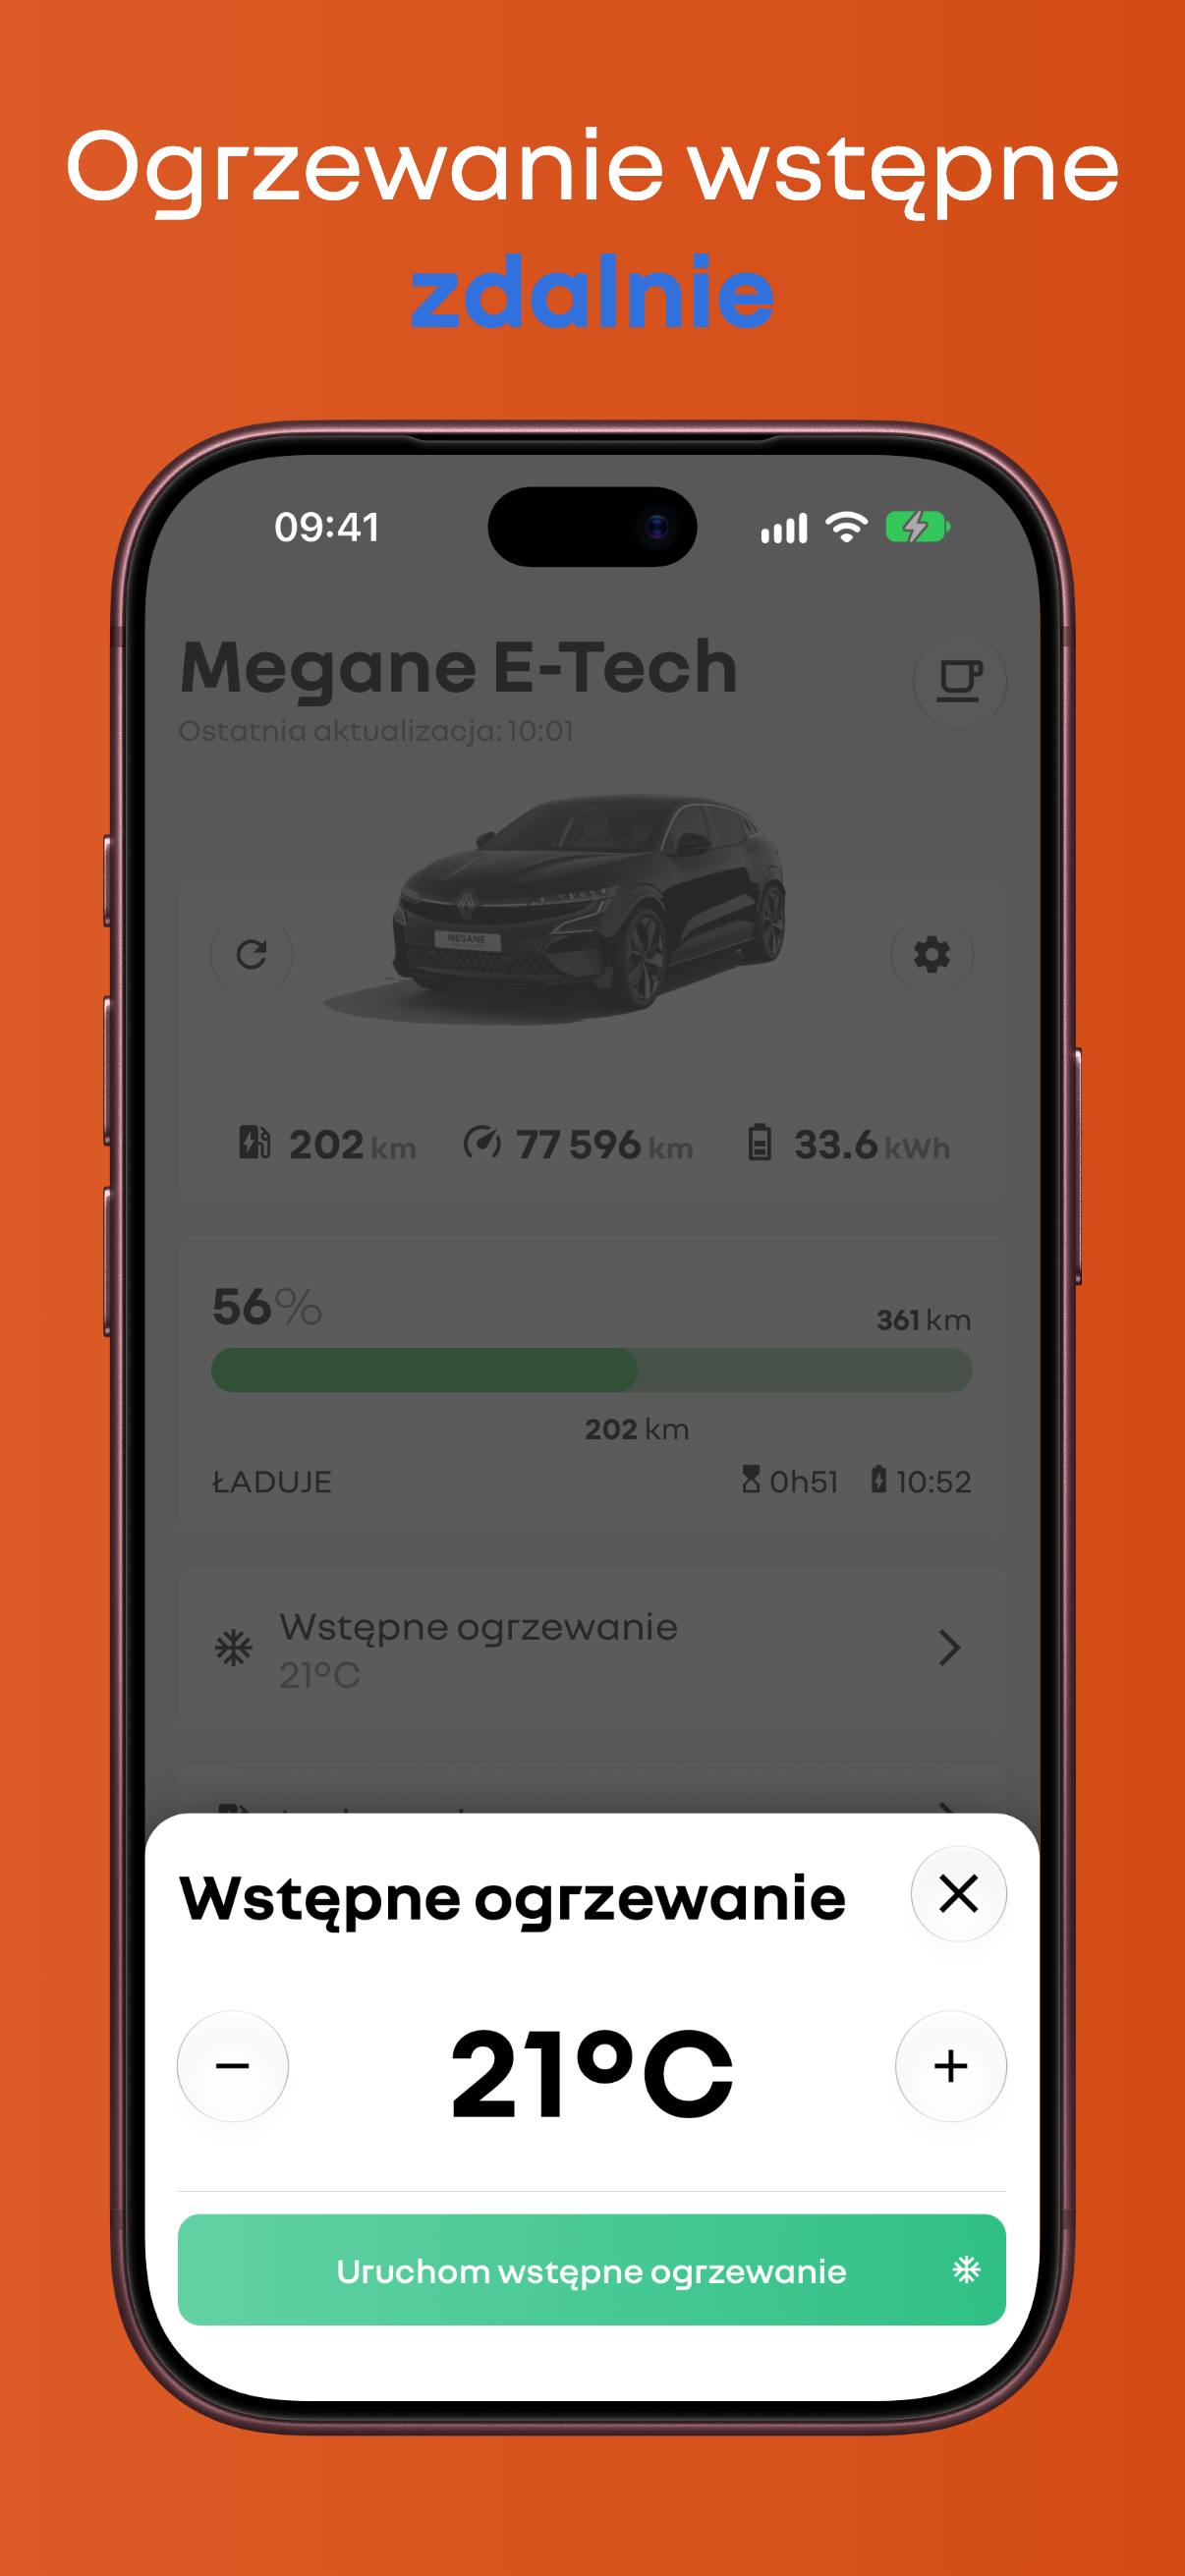 Ogrzewanie wstępne
zdalnie
09:41
Megane E-Tech
Ostatnia aktualizacja: 10:01
MEGANE
202 km 77 596 km 33.6 kWh
56%
361 km
202 km
ŁADUJE 0h51 10:52
Wstępne ogrzewanie
21°C
Wstępne ogrzewanie
21°C
Uruchom wstępne ogrzewanie